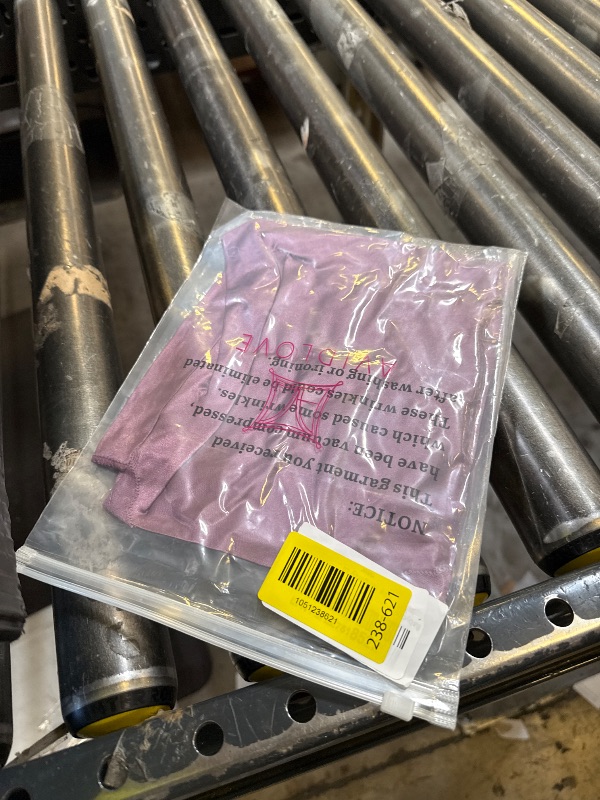 NOTICE:
This garment you received
have been vacuum compressed,
which caused some wrinkles.
These wrinkles could be eliminated
after washing or ironing.
1051238621
238-621